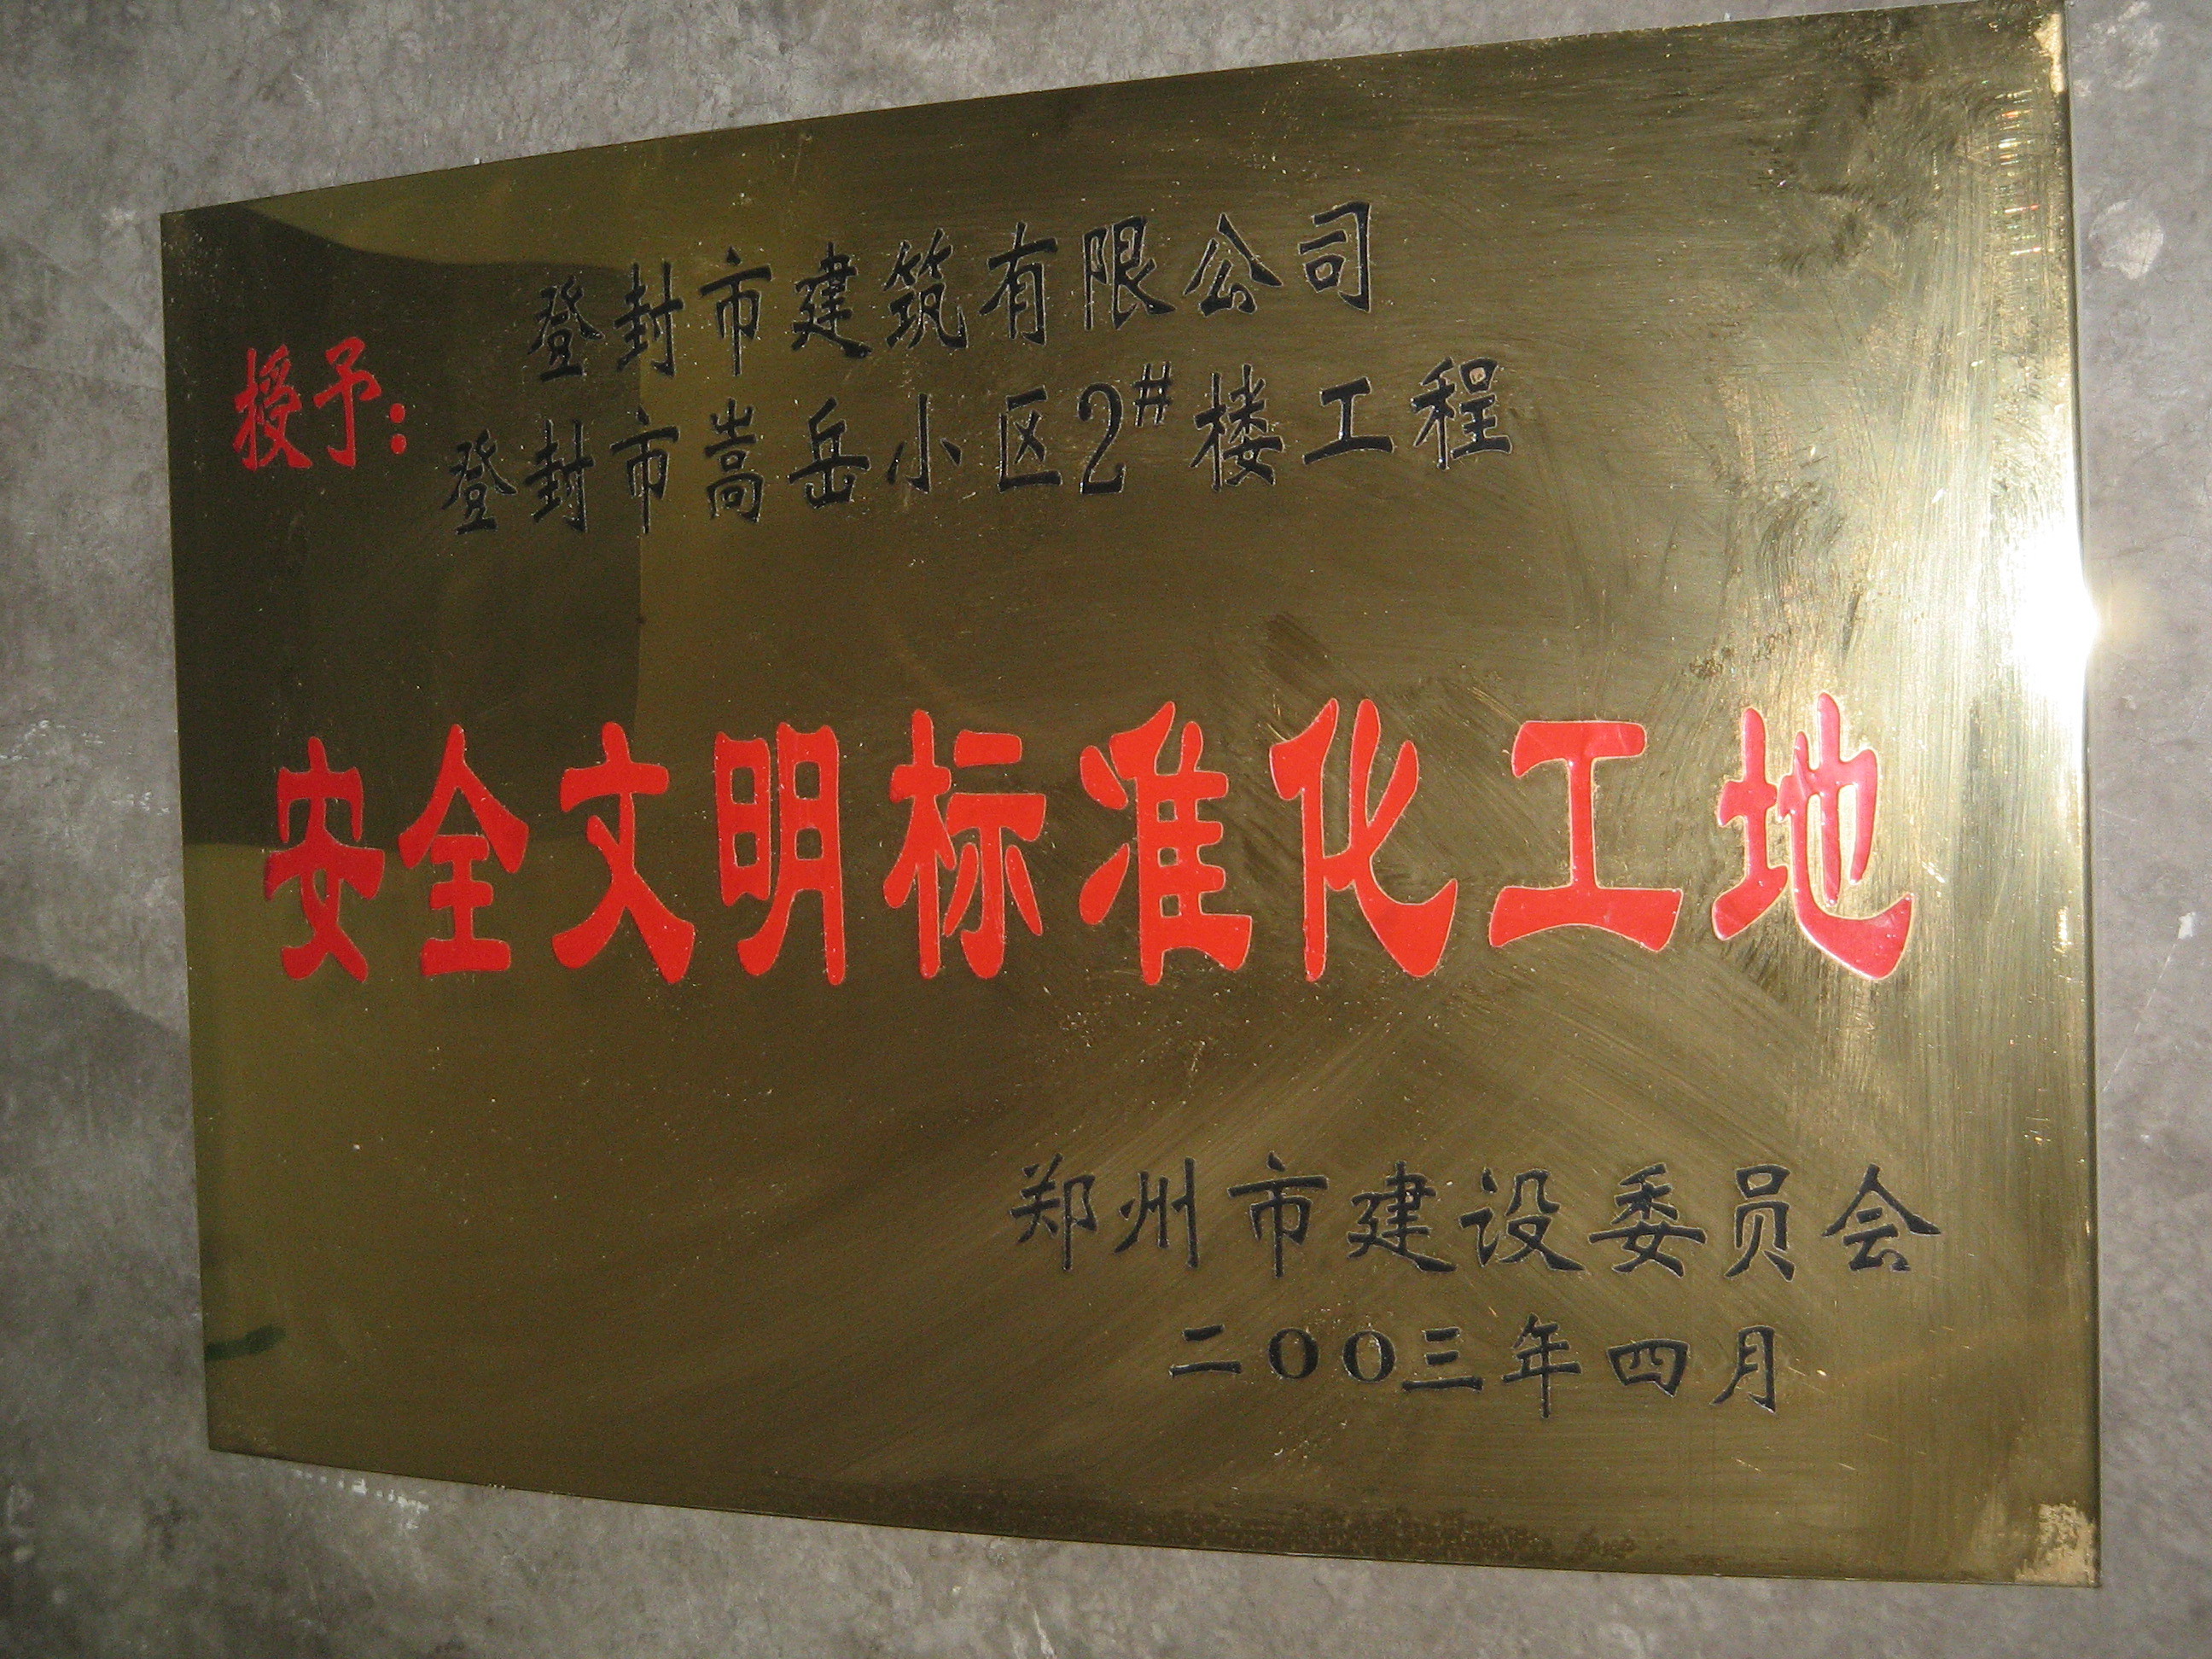 登封市建筑有限公司
授予:
登封市嵩岳小区2#楼工程
安全文明标准化工地
郑州市建设委员会
二00三年四月